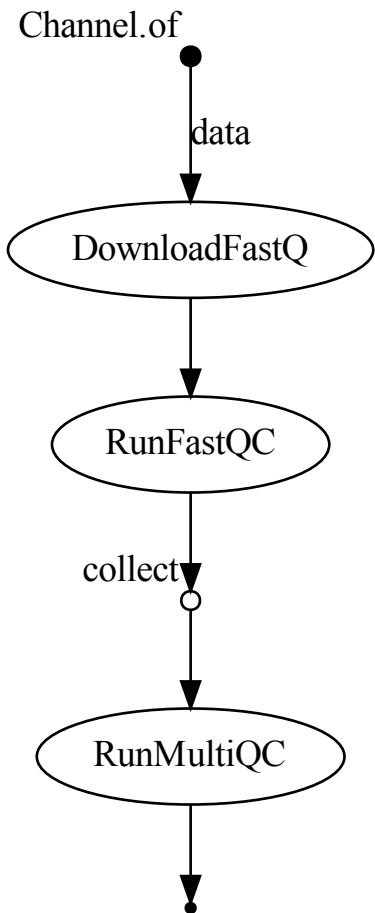 Channel.of
data
DownloadFastQ
RunFastQC
collect
RunMultiQC